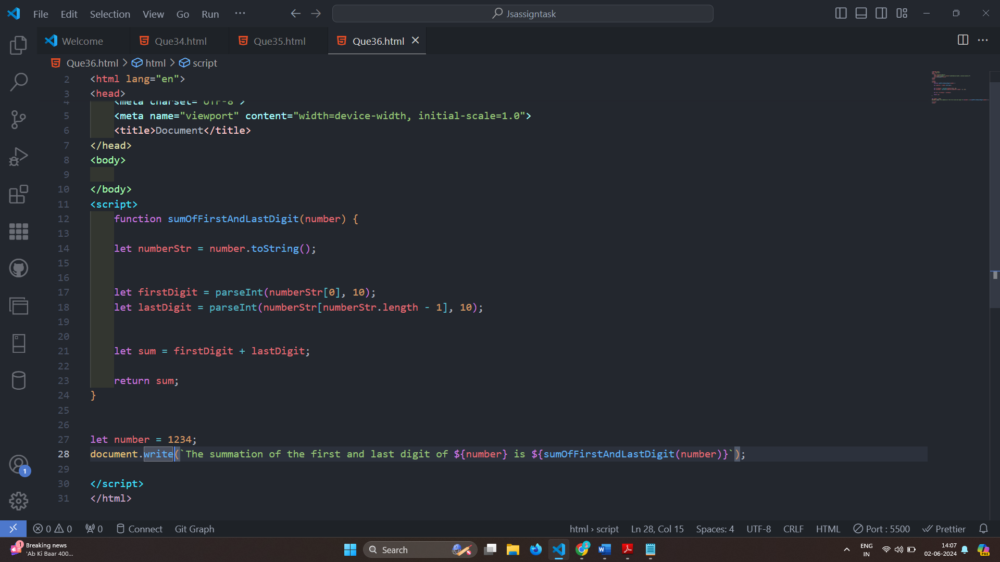 File Edit Selection View Go Run ··· Jsassigntask
Welcome Que34.html Que35.html Que36.html
Que36.html > html > script
2 <html lang="en">
3 <head>
4 <meta charset="UTF-8">
5 <meta name="viewport" content="width=device-width, initial-scale=1.0">
6 <title>Document</title>
7 </head>
8 <body>
9
10 </body>
11 <script>
12 function sumOfFirstAndLastDigit(number) {
13
14 let numberStr = number.toString();
15
16
17 let firstDigit = parseInt(numberStr[0], 10);
18 let lastDigit = parseInt(numberStr[numberStr.length - 1], 10);
19
20
21 let sum = firstDigit + lastDigit;
22
23 return sum;
24 }
25
26
27 let number = 1234;
28 document.write(`The summation of the first and last digit of ${number} is ${sumOfFirstAndLastDigit(number)}`);
29
30 </script>
31 </html>
1
0 0 0 Connect Git Graph html › script Ln 28, Col 15 Spaces: 4 UTF-8 CRLF HTML Port : 5500 Prettier
1 Breaking news
'Ab Ki Baar 400...
Search
ENG
IN
14:07
02-06-2024
PRE